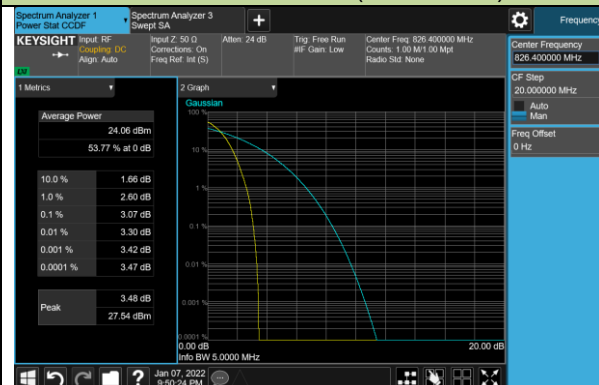 Spectrum Analyzer 1
Power Stat CCDF
Spectrum Analyzer 3
Swept SA
+
Frequency
KEYSIGHT
Input: RF
Coupling: DC
Align: Auto
Input Z: 50 Ω
Corrections: On
Freq Ref: Int (S)
Atten: 24 dB
Trig: Free Run
#IF Gain: Low
Center Freq: 826.400000 MHz
Counts: 1.00 M/1.00 Mpt
Radio Std: None
Center Frequency
826.400000 MHz
CF Step
20.000000 MHz
Auto
Man
Freq Offset
0 Hz
1 Metrics
Average Power
24.06 dBm
53.77 % at 0 dB
10.0 % 1.66 dB
1.0 % 2.60 dB
0.1 % 3.07 dB
0.01 % 3.30 dB
0.001 % 3.42 dB
0.0001 % 3.47 dB
Peak 3.48 dB
27.54 dBm
2 Graph
Gaussian
100 %
10 %
1 %
0.1 %
0.01 %
0.001 %
0.0001 %
0.00 dB
20.00 dB
Info BW 5.0000 MHz
?
Jan 07, 2022
9:50:24 PM